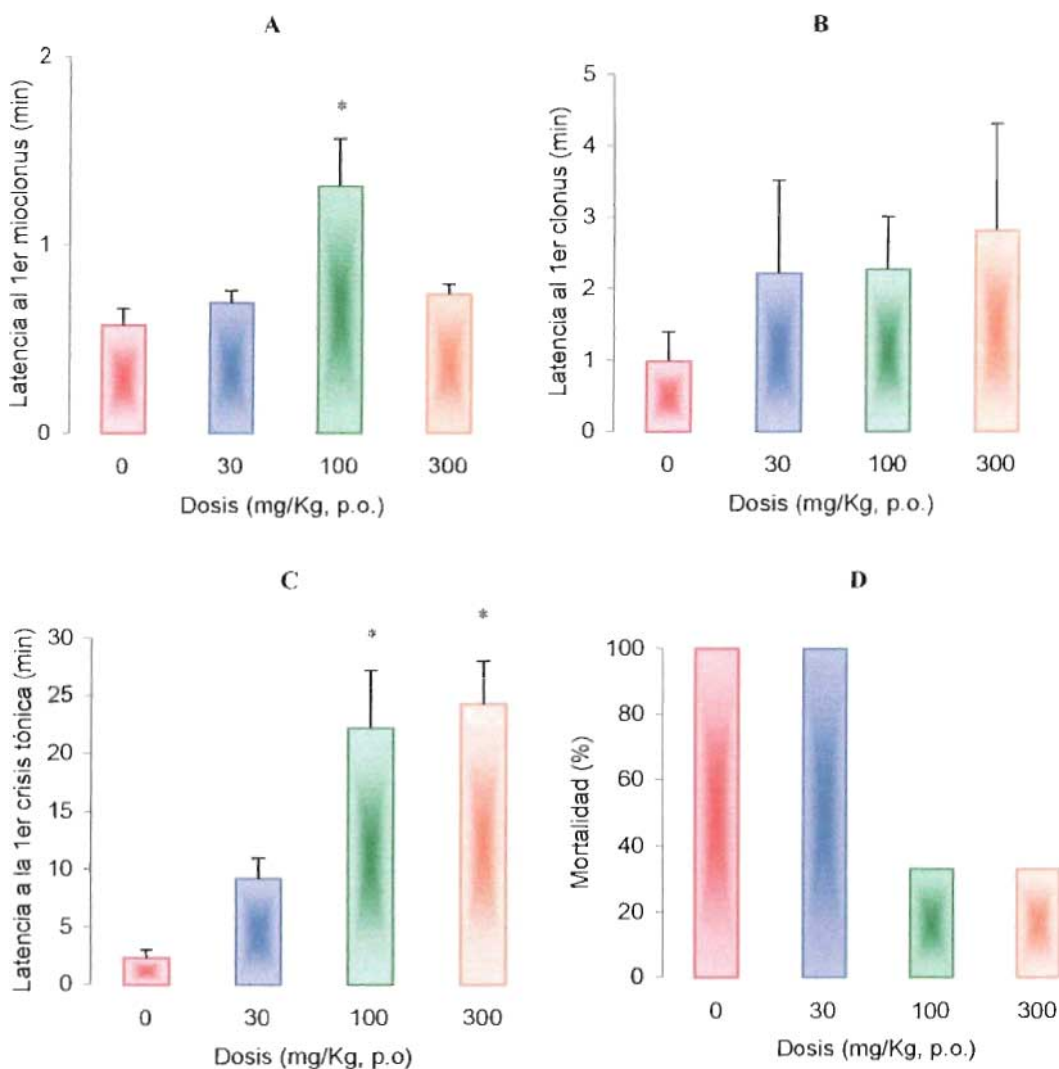 A
Latencia al 1er mioclonus (min)
2
1
0
*
0 30 100 300
Dosis (mg/Kg, p.o.)
B
Latencia al 1er clonus (min)
5
4
3
2
1
0
0 30 100 300
Dosis (mg/Kg, p.o.)
C
Latencia a la 1er crisis tónica (min)
30
25
20
15
10
5
0
* *
0 30 100 300
Dosis (mg/Kg, p.o)
D
Mortalidad (%)
100
80
60
40
20
0
0 30 100 300
Dosis (mg/Kg, p.o.)